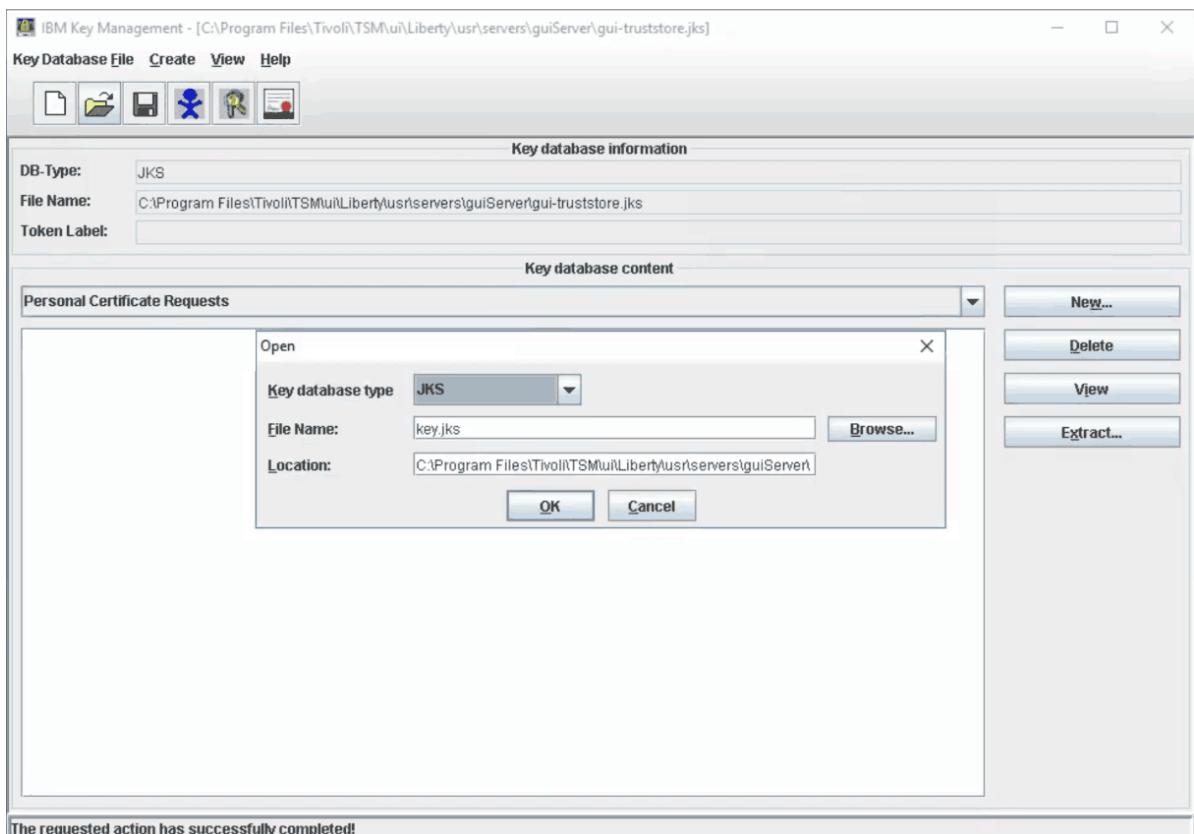 IBM Key Management - [C:\Program Files\Tivoli\TSM\ui\Liberty\usr\servers\guiServer\gui-truststore.jks]
Key Database File Create View Help
Key database information
DB-Type: JKS
File Name: C:\Program Files\Tivoli\TSM\ui\Liberty\usr\servers\guiServer\gui-truststore.jks
Token Label:
Key database content
Personal Certificate Requests
New...
Open
Delete
Key database type JKS
View
File Name: key.jks Browse...
Extract...
Location: C:\Program Files\Tivoli\TSM\ui\Liberty\usr\servers\guiServer\
OK Cancel
The requested action has successfully completed!